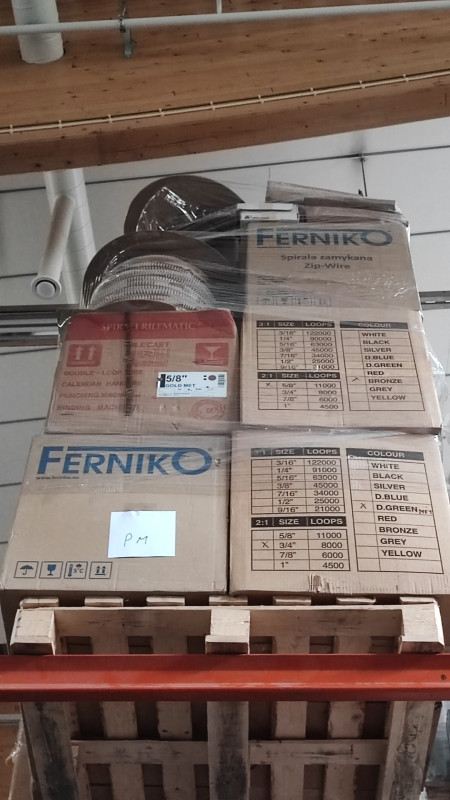 FERNIKO
Spirala zamykana
Zip-Wire
3:1 SIZE LOOPS COLOUR
3/16" 122000 WHITE
1/4" 90000 BLACK
5/16" 63000 SILVER
3/8" 45000 D.BLUE
7/16" 34000 D.GREEN
1/2" 25000 RED
9/16" 21000 x BRONZE
2:1 SIZE LOOPS GREY
x 5/8" 11000 YELLOW
3/4" 8000
7/8" 6000
1" 4500
5/8"
GOLD MET
FERNIKO
www.ferniko.eu
PM
5°C
3:1 SIZE LOOPS COLOUR
3/16" 122000 WHITE
1/4" 91000 BLACK
5/16" 63000 SILVER
3/8" 45000 D.BLUE
7/16" 34000 x D.GREEN MET
1/2" 25000 RED
9/16" 21000 BRONZE
2:1 SIZE LOOPS GREY
5/8" 11000 YELLOW
x 3/4" 8000
7/8" 6000
1" 4500